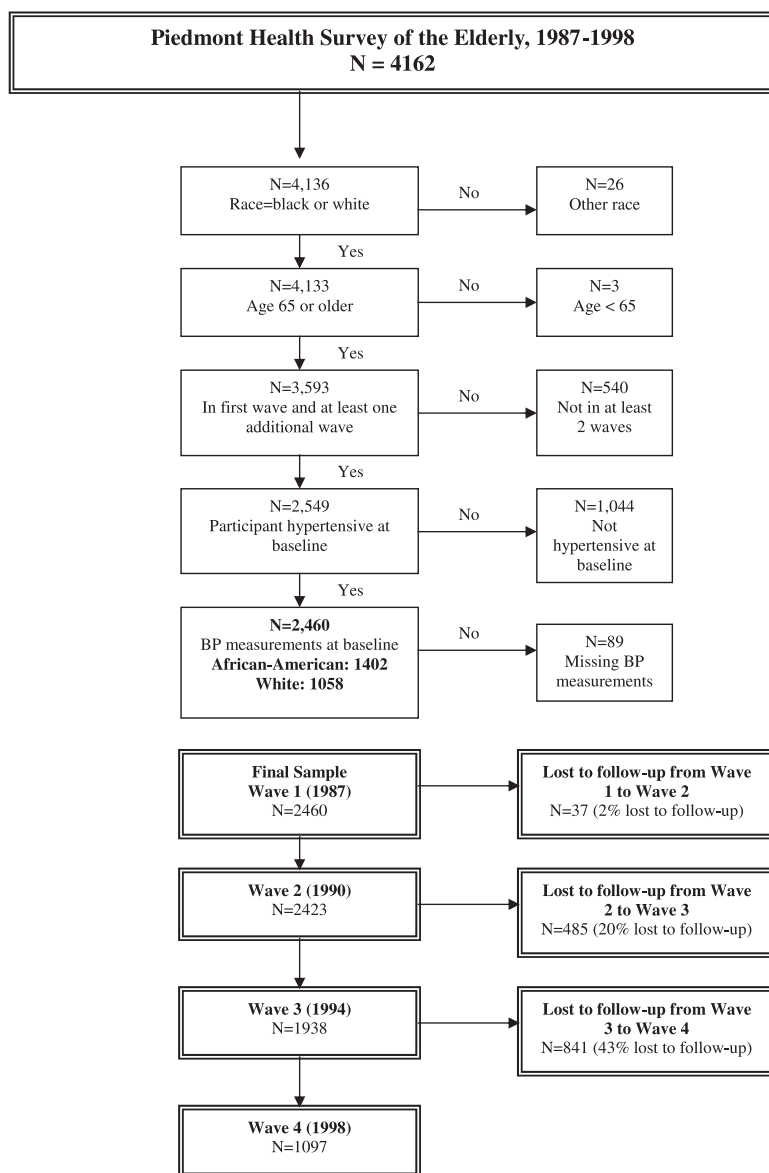 Piedmont Health Survey of the Elderly, 1987-1998
N = 4162
N=4,136
Race=black or white
No
N=26
Other race
Yes
N=4,133
Age 65 or older
No
N=3
Age < 65
Yes
N=3,593
In first wave and at least one
additional wave
No
N=540
Not in at least
2 waves
Yes
N=2,549
Participant hypertensive at
baseline
No
N=1,044
Not
hypertensive at
baseline
Yes
N=2,460
BP measurements at baseline
African-American: 1402
White: 1058
No
N=89
Missing BP
measurements
Final Sample
Wave 1 (1987)
N=2460
Lost to follow-up from Wave
1 to Wave 2
N=37 (2% lost to follow-up)
Wave 2 (1990)
N=2423
Lost to follow-up from Wave
2 to Wave 3
N=485 (20% lost to follow-up)
Wave 3 (1994)
N=1938
Lost to follow-up from Wave
3 to Wave 4
N=841 (43% lost to follow-up)
Wave 4 (1998)
N=1097